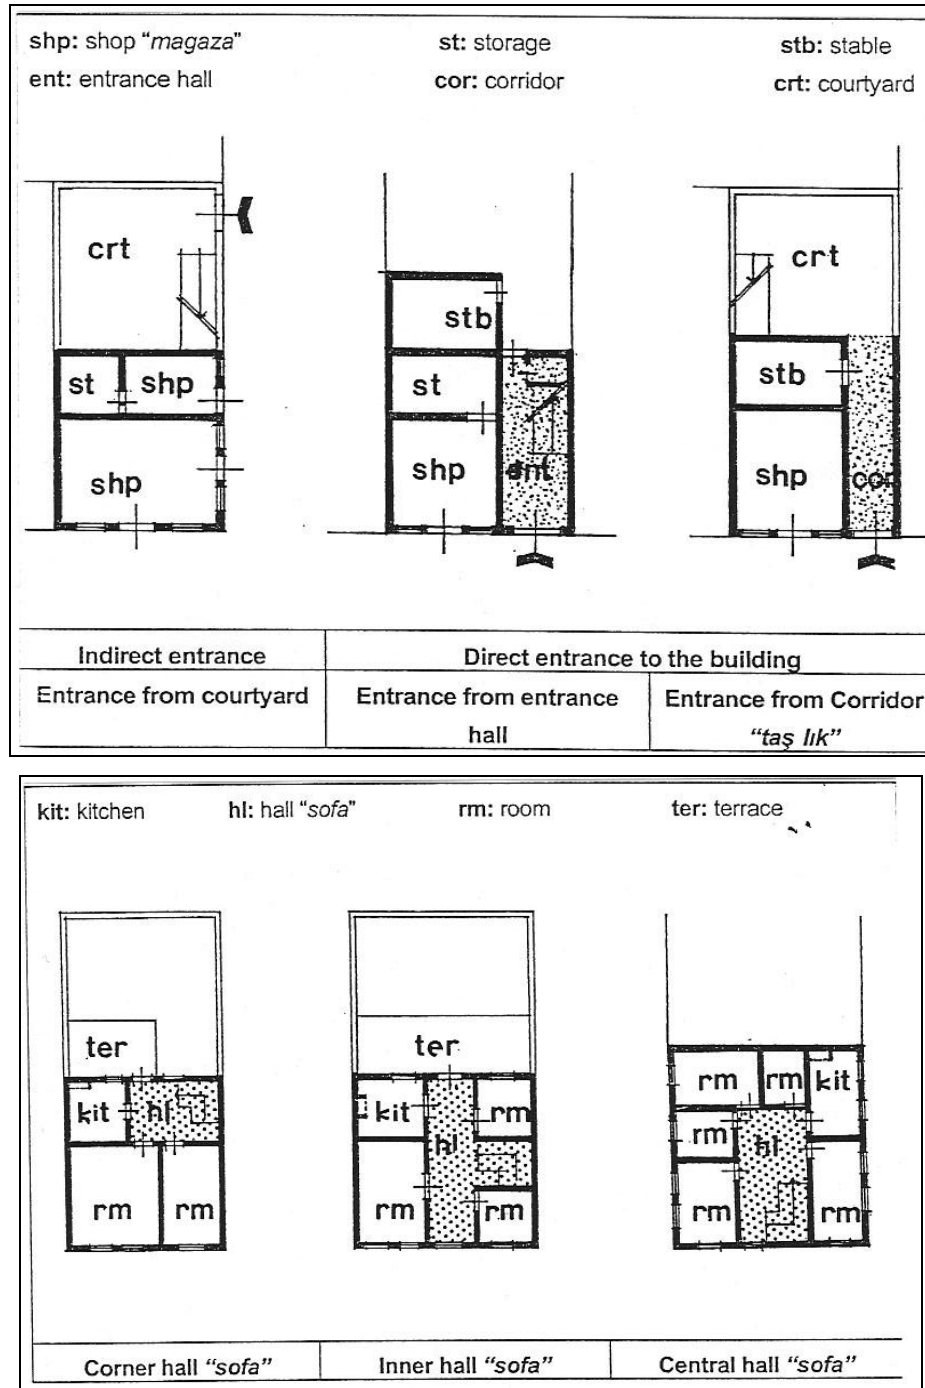 shp: shop “magaza” st: storage stb: stable
ent: entrance hall cor: corridor crt: courtyard
crt
st shp
shp
stb
st
shp ent
crt
stb
shp cor
Indirect entrance Direct entrance to the building
Entrance from courtyard Entrance from entrance hall Entrance from Corridor “taş lık”
kit: kitchen hl: hall “sofa” rm: room ter: terrace
ter
kit hl
rm rm
ter
kit rm
hl
rm rm
rm rm kit
rm hl
rm rm
Corner hall “sofa” Inner hall “sofa” Central hall “sofa”